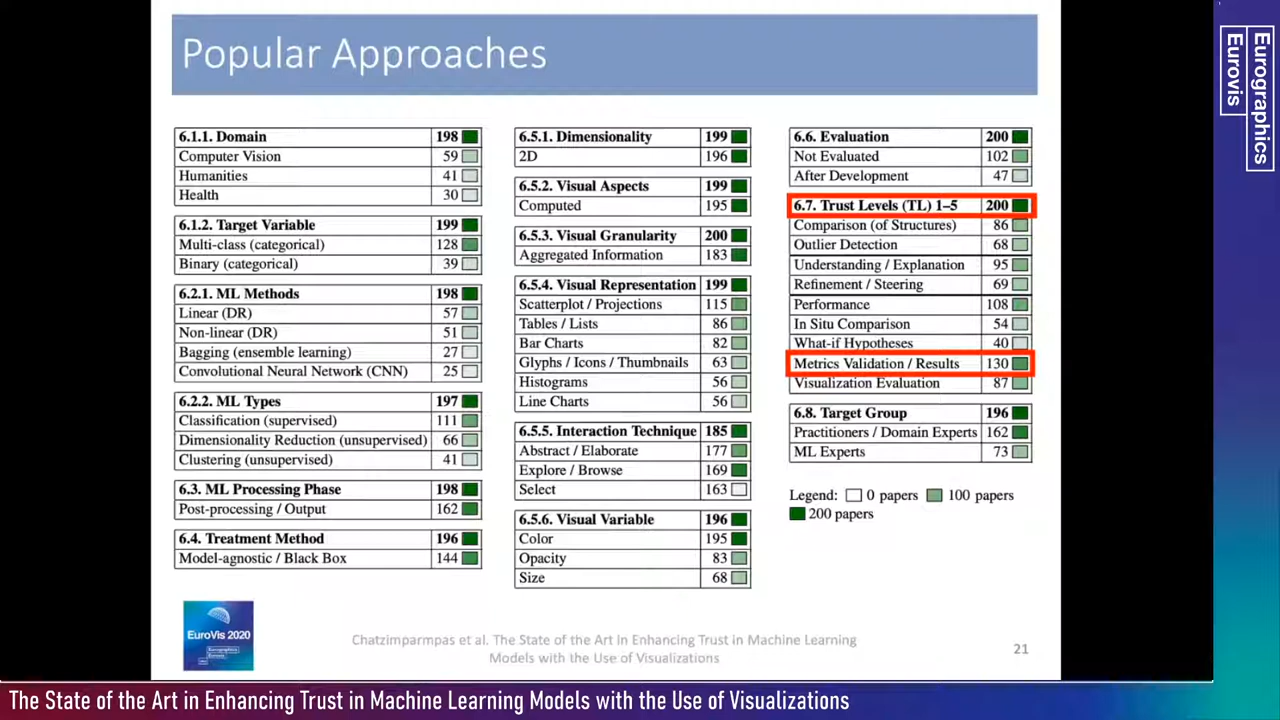 Popular Approaches
6.1.1. Domain 198
Computer Vision 59
Humanities 41
Health 30
6.1.2. Target Variable 199
Multi-class (categorical) 128
Binary (categorical) 39
6.2.1. ML Methods 198
Linear (DR) 57
Non-linear (DR) 51
Bagging (ensemble learning) 27
Convolutional Neural Network (CNN) 25
6.2.2. ML Types 197
Classification (supervised) 111
Dimensionality Reduction (unsupervised) 66
Clustering (unsupervised) 41
6.3. ML Processing Phase 198
Post-processing / Output 162
6.4. Treatment Method 196
Model-agnostic / Black Box 144
6.5.1. Dimensionality 199
2D 196
6.5.2. Visual Aspects 199
Computed 195
6.5.3. Visual Granularity 200
Aggregated Information 183
6.5.4. Visual Representation 199
Scatterplot / Projections 115
Tables / Lists 86
Bar Charts 82
Glyphs / Icons / Thumbnails 63
Histograms 56
Line Charts 56
6.5.5. Interaction Technique 185
Abstract / Elaborate 177
Explore / Browse 169
Select 163
6.5.6. Visual Variable 196
Color 195
Opacity 83
Size 68
6.6. Evaluation 200
Not Evaluated 102
After Development 47
6.7. Trust Levels (TL) 1–5 200
Comparison (of Structures) 86
Outlier Detection 68
Understanding / Explanation 95
Refinement / Steering 69
Performance 108
In Situ Comparison 54
What-if Hypotheses 40
Metrics Validation / Results 130
Visualization Evaluation 87
6.8. Target Group 196
Practitioners / Domain Experts 162
ML Experts 73
Legend: 0 papers 100 papers
200 papers
EuroVis 2020
Chatzimparmpas et al. The State of the Art in Enhancing Trust in Machine Learning
Models with the Use of Visualizations
21
Eurovis
Eurographics
The State of the Art in Enhancing Trust in Machine Learning Models with the Use of Visualizations